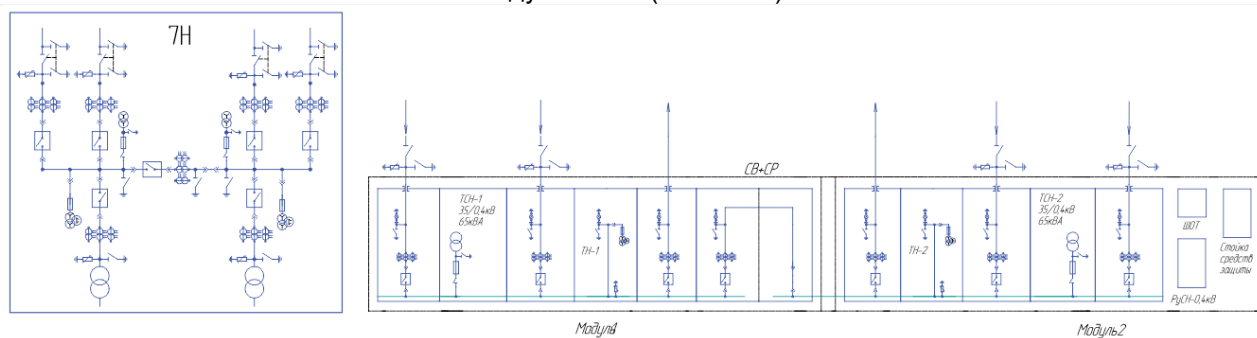 7Н
СВ+СР
ТСН-1
35/0,4кВ
65кВА
ТН-1
ТН-2
ТСН-2
35/0,4кВ
65кВА
ШОТ
Стойка
средств
защиты
РуСН-0,4кВ
Модуль1
Модуль2